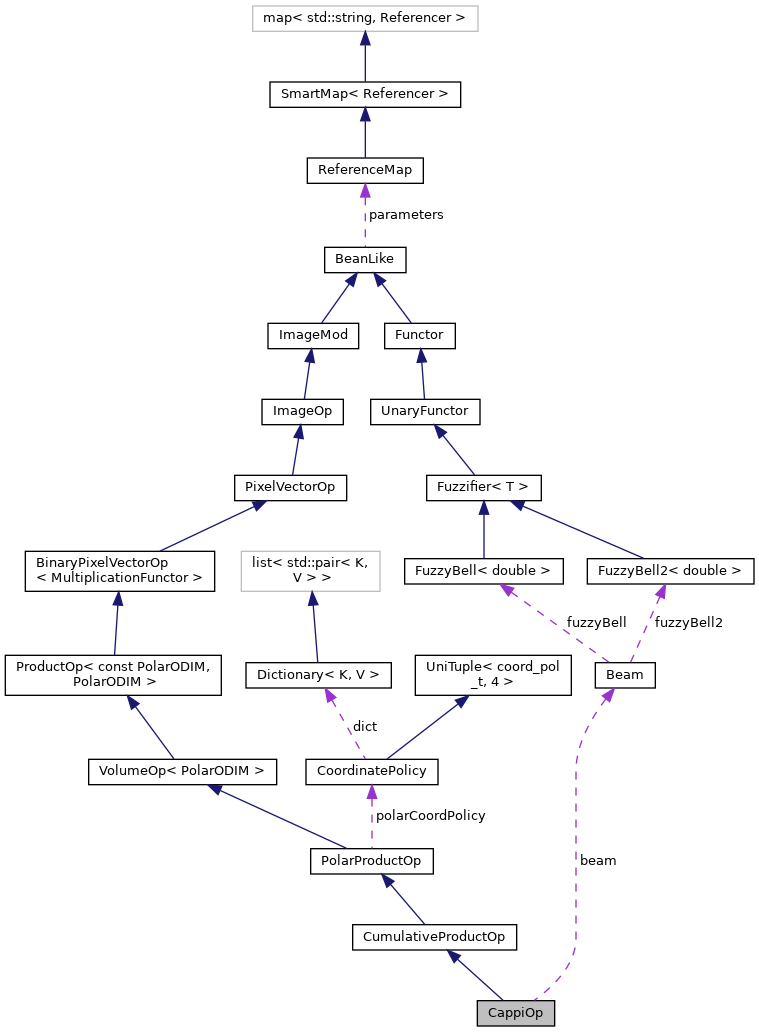 map< std::string, Referencer >
SmartMap< Referencer >
ReferenceMap
parameters
BeanLike
ImageMod
Functor
ImageOp
UnaryFunctor
PixelVectorOp
Fuzzifier< T >
BinaryPixelVectorOp
< MultiplicationFunctor >
list< std::pair< K,
V > >
FuzzyBell< double >
FuzzyBell2< double >
fuzzyBell
fuzzyBell2
ProductOp< const PolarODIM,
PolarODIM >
Dictionary< K, V >
UniTuple< coord_pol
_t, 4 >
Beam
dict
VolumeOp< PolarODIM >
CoordinatePolicy
polarCoordPolicy
PolarProductOp
beam
CumulativeProductOp
CappiOp